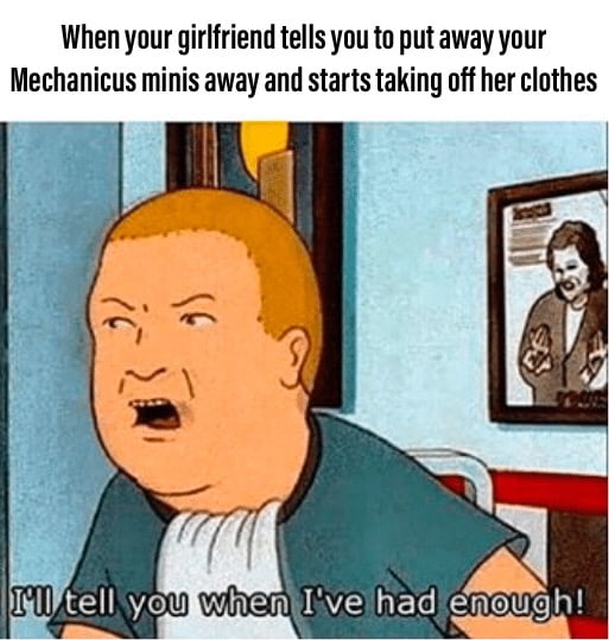 When your girlfriend tells you to put away your
Mechanicus minis away and starts taking off her clothes
I'll tell you when I've had enough!